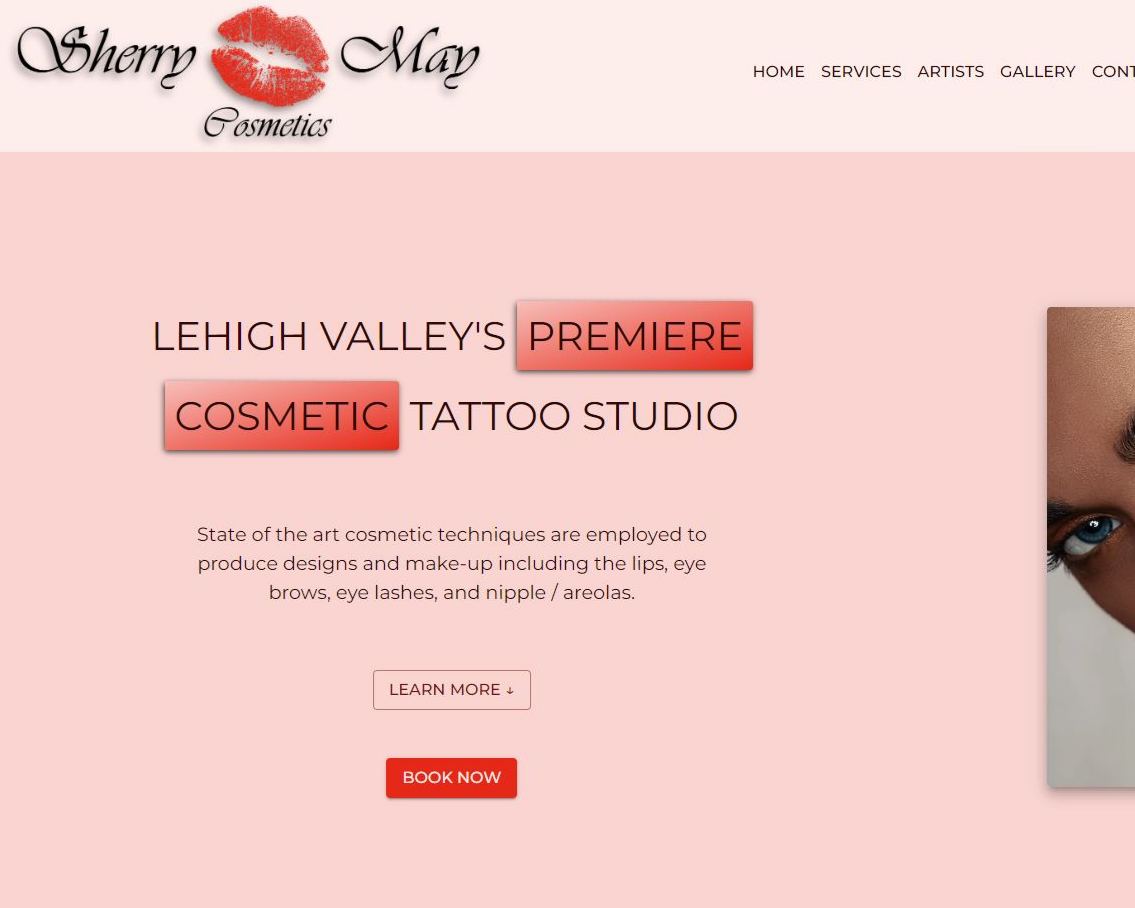 Sherry May
Cosmetics
HOME SERVICES ARTISTS GALLERY CONT
LEHIGH VALLEY'S PREMIERE
COSMETIC TATTOO STUDIO
State of the art cosmetic techniques are employed to
produce designs and make-up including the lips, eye
brows, eye lashes, and nipple / areolas.
LEARN MORE ↓
BOOK NOW